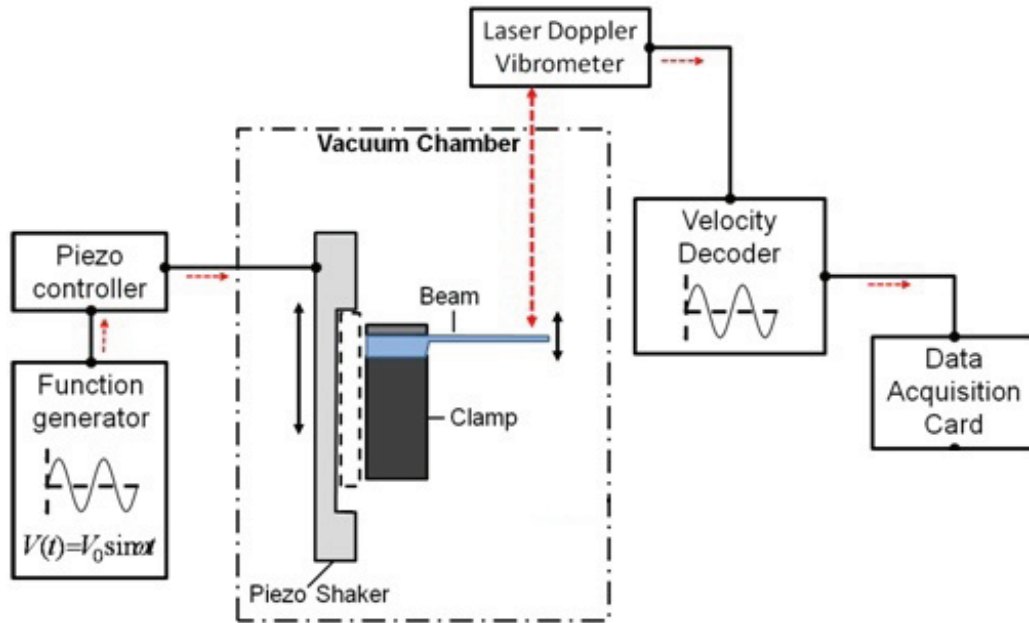 Laser Doppler
Vibrometer
Vacuum Chamber
Velocity
Decoder
Piezo
controller
Beam
Function
generator
Clamp
Data
Acquisition
Card
V(t)=V₀sinωt
Piezo Shaker